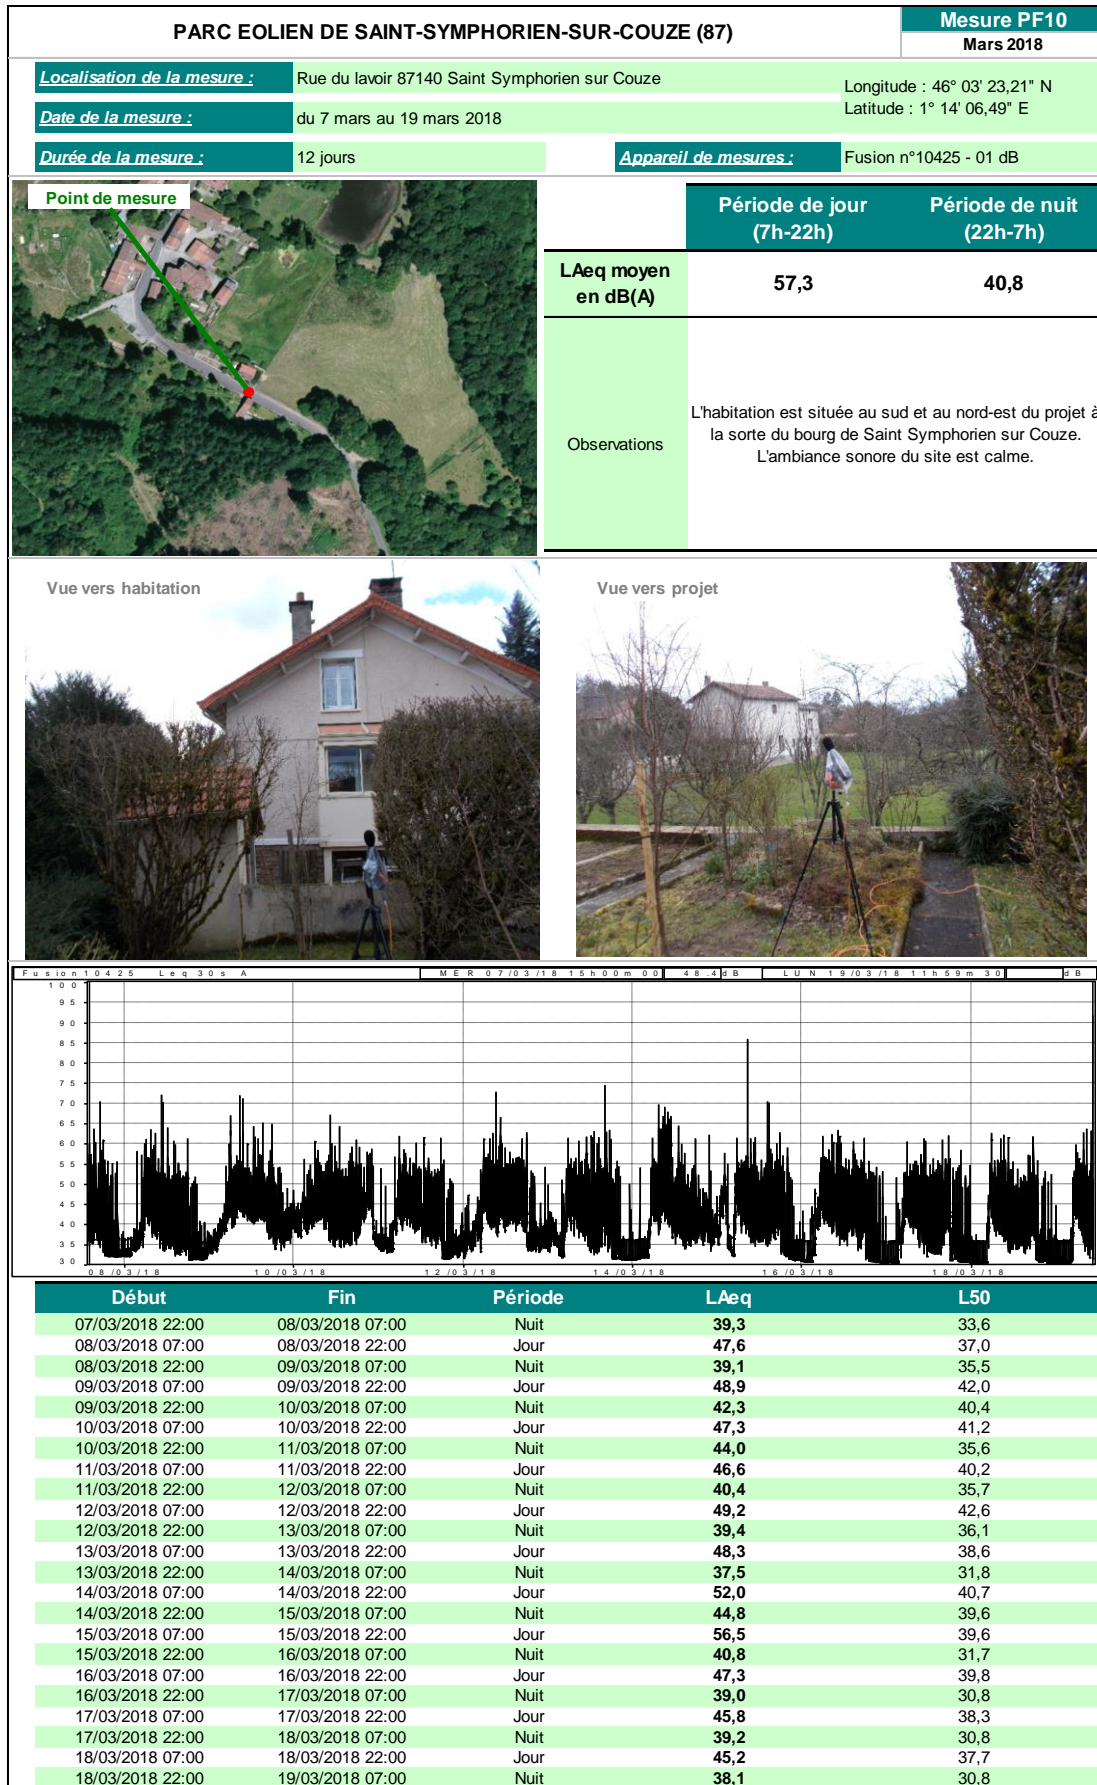 PARC EOLIEN DE SAINT-SYMPHORIEN-SUR-COUZE (87)
Mesure PF10
Mars 2018
Localisation de la mesure :
Rue du lavoir 87140 Saint Symphorien sur Couze
Longitude : 46° 03' 23,21" N
Latitude : 1° 14' 06,49" E
Date de la mesure :
du 7 mars au 19 mars 2018
Durée de la mesure :
12 jours
Appareil de mesures :
Fusion n°10425 - 01 dB
Point de mesure
Période de jour (7h-22h)
Période de nuit (22h-7h)
LAeq moyen en dB(A)
57,3
40,8
Observations
L'habitation est située au sud et au nord-est du projet à
la sorte du bourg de Saint Symphorien sur Couze.
L'ambiance sonore du site est calme.
Vue vers habitation
Vue vers projet
Fusion10425 Leq 30s A
MER 07/03/18 15h00m00
48.4dB
LUN 19/03/18 11h59m30
dB
100
95
90
85
80
75
70
65
60
55
50
45
40
35
30
08/03/18 10/03/18 12/03/18 14/03/18 16/03/18 18/03/18
Début Fin Période LAeq L50
07/03/2018 22:00 08/03/2018 07:00 Nuit 39,3 33,6
08/03/2018 07:00 08/03/2018 22:00 Jour 47,6 37,0
08/03/2018 22:00 09/03/2018 07:00 Nuit 39,1 35,5
09/03/2018 07:00 09/03/2018 22:00 Jour 48,9 42,0
09/03/2018 22:00 10/03/2018 07:00 Nuit 42,3 40,4
10/03/2018 07:00 10/03/2018 22:00 Jour 47,3 41,2
10/03/2018 22:00 11/03/2018 07:00 Nuit 44,0 35,6
11/03/2018 07:00 11/03/2018 22:00 Jour 46,6 40,2
11/03/2018 22:00 12/03/2018 07:00 Nuit 40,4 35,7
12/03/2018 07:00 12/03/2018 22:00 Jour 49,2 42,6
12/03/2018 22:00 13/03/2018 07:00 Nuit 39,4 36,1
13/03/2018 07:00 13/03/2018 22:00 Jour 48,3 38,6
13/03/2018 22:00 14/03/2018 07:00 Nuit 37,5 31,8
14/03/2018 07:00 14/03/2018 22:00 Jour 52,0 40,7
14/03/2018 22:00 15/03/2018 07:00 Nuit 44,8 39,6
15/03/2018 07:00 15/03/2018 22:00 Jour 56,5 39,6
15/03/2018 22:00 16/03/2018 07:00 Nuit 40,8 31,7
16/03/2018 07:00 16/03/2018 22:00 Jour 47,3 39,8
16/03/2018 22:00 17/03/2018 07:00 Nuit 39,0 30,8
17/03/2018 07:00 17/03/2018 22:00 Jour 45,8 38,3
17/03/2018 22:00 18/03/2018 07:00 Nuit 39,2 30,8
18/03/2018 07:00 18/03/2018 22:00 Jour 45,2 37,7
18/03/2018 22:00 19/03/2018 07:00 Nuit 38,1 30,8